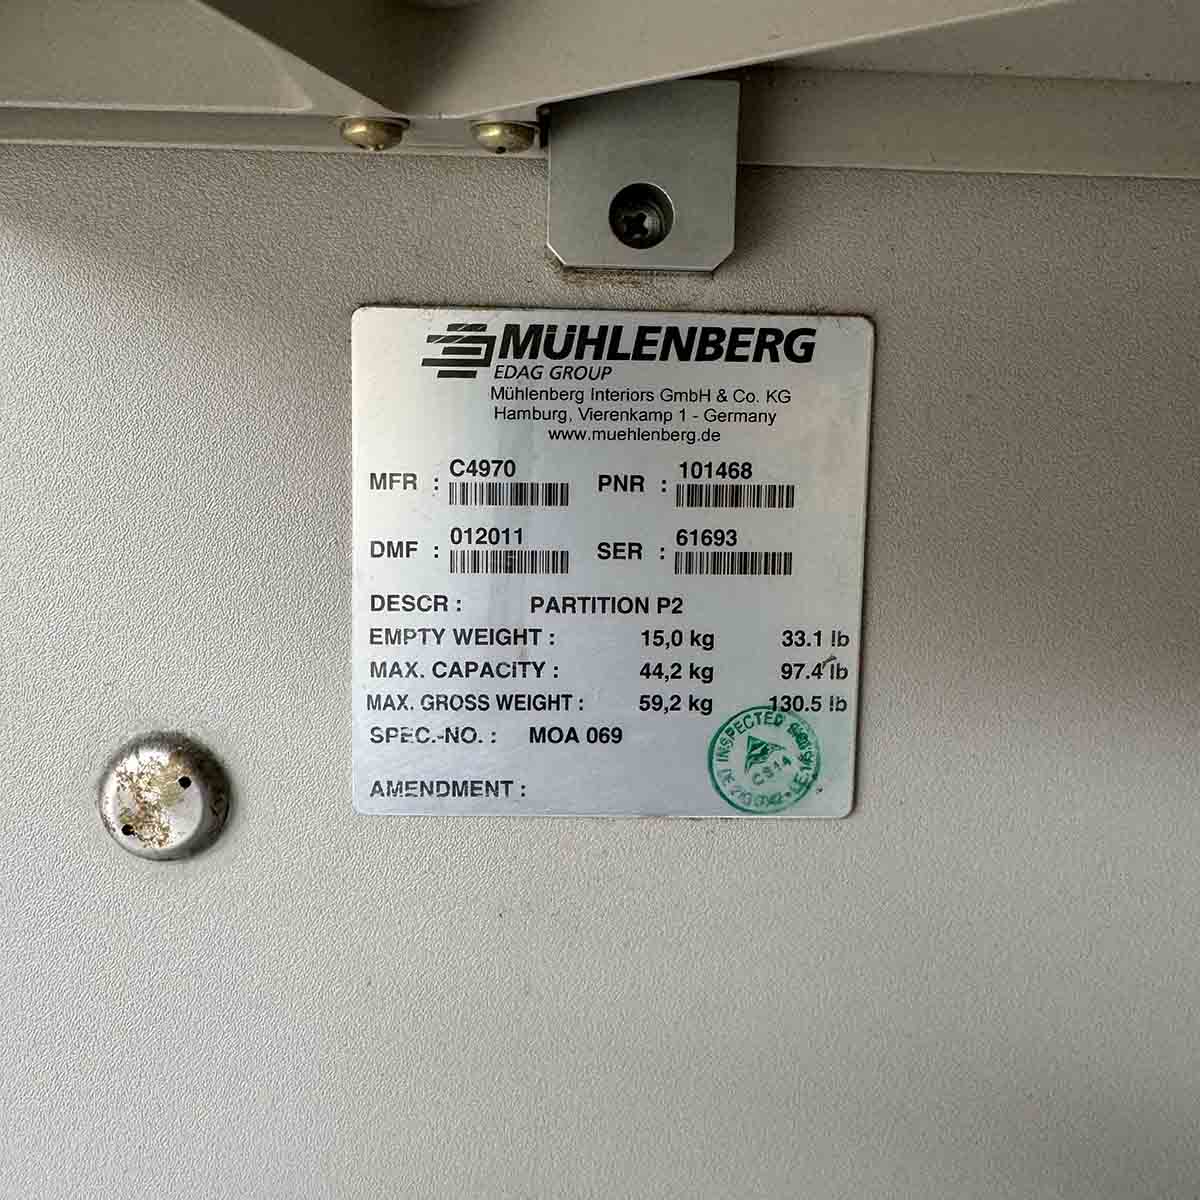 MÜHLENBERG
EDAG GROUP
Mühlenberg Interiors GmbH & Co. KG
Hamburg, Vierenkamp 1 - Germany
www.muehlenberg.de
MFR : C4970 PNR : 101468
DMF : 012011 SER : 61693
DESCR : PARTITION P2
EMPTY WEIGHT : 15,0 kg 33.1 lb
MAX. CAPACITY : 44,2 kg 97.4 lb
MAX. GROSS WEIGHT : 59,2 kg 130.5 lb
SPEC.-NO. : MOA 069
AMENDMENT :
INSPECTED
CS14